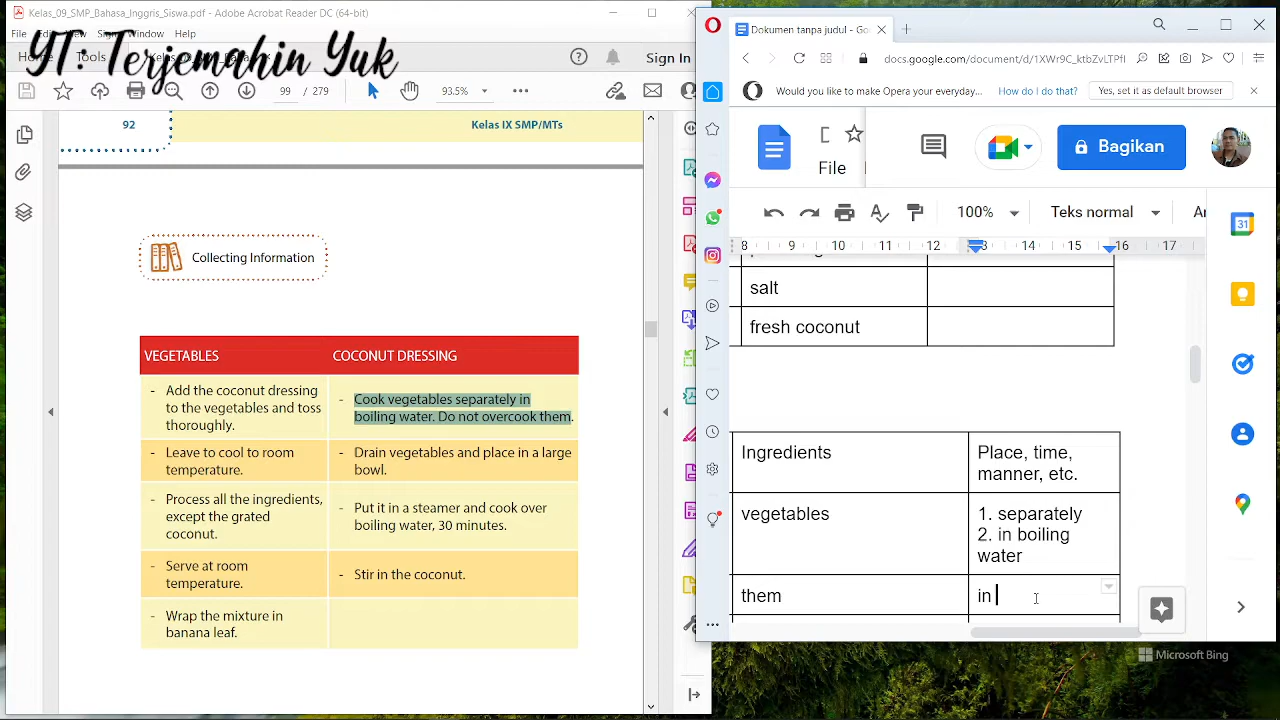 Kelas_09_SMP_Bahasa_Inggris_Siswa.pdf - Adobe Acrobat Reader DC (64-bit)
YT: Terjemahin Yuk
Tools
Window
Help
Sign In
99
/ 279
93.5%
92
Kelas IX SMP/MTs
Collecting Information
VEGETABLES
COCONUT DRESSING
- Add the coconut dressing
to the vegetables and toss
thoroughly.
- Cook vegetables separately in
boiling water. Do not overcook them.
- Leave to cool to room
temperature.
- Drain vegetables and place in a large
bowl.
- Process all the ingredients,
except the grated
coconut.
- Put it in a steamer and cook over
boiling water, 30 minutes.
- Serve at room
temperature.
- Stir in the coconut.
- Wrap the mixture in
banana leaf.
Dokumen tanpa judul - Go
docs.google.com/document/d/1XWr9C_ktbZvLTPfl
Would you like to make Opera your everyday...
How do I do that?
Yes, set it as default browser
File
Bagikan
100%
Teks normal
Ar
8 9 10 11 12 13 14 15 16 17
salt
fresh coconut
Ingredients
Place, time,
manner, etc.
vegetables
1. separately
2. in boiling
water
them
in
31
Microsoft Bing